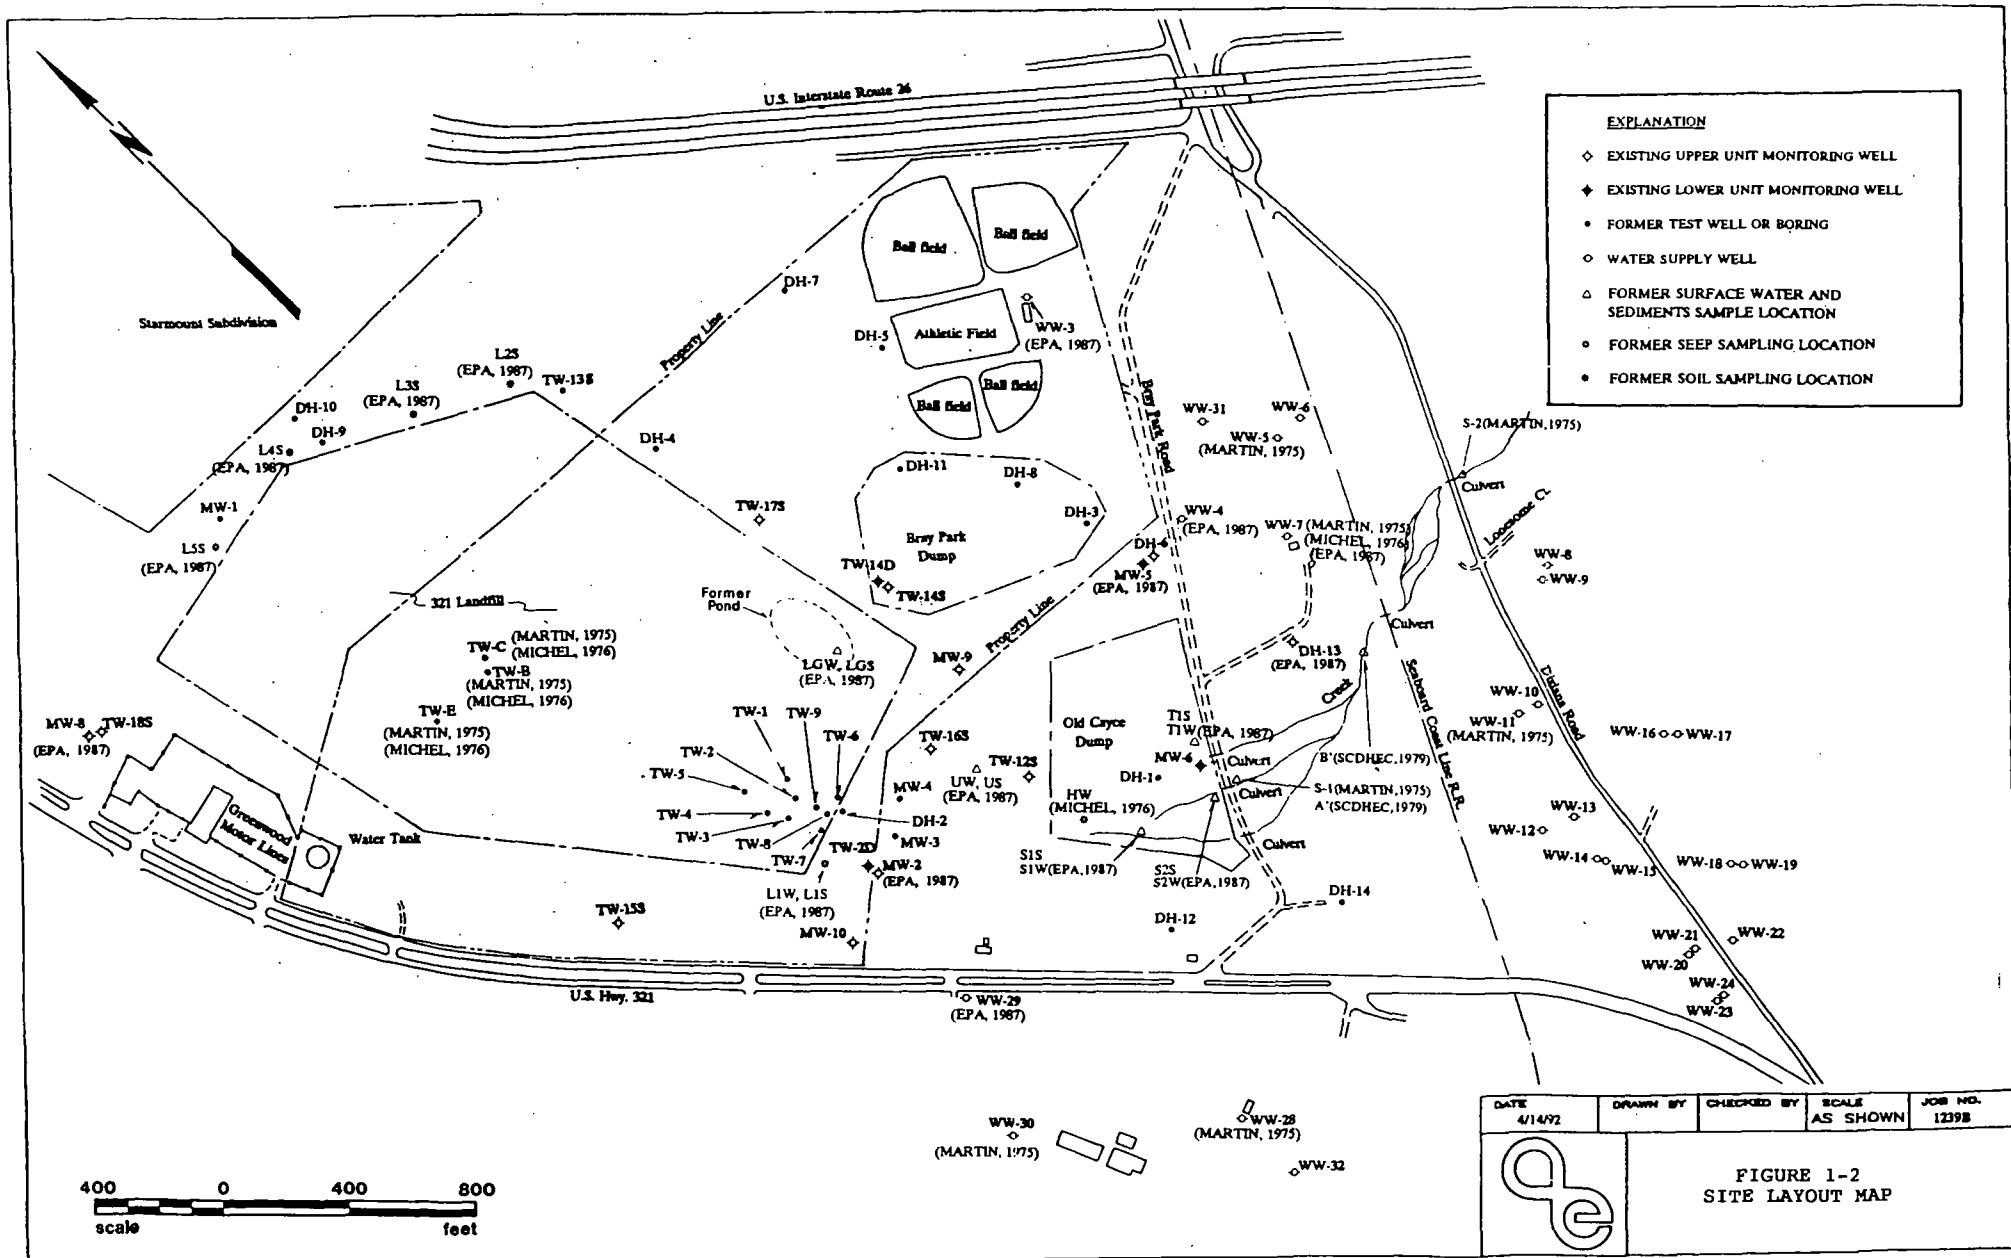 U.S. Interstate Route 26
EXPLANATION
EXISTING UPPER UNIT MONITORING WELL
EXISTING LOWER UNIT MONITORING WELL
FORMER TEST WELL OR BORING
WATER SUPPLY WELL
FORMER SURFACE WATER AND
SEDIMENTS SAMPLE LOCATION
FORMER SEEP SAMPLING LOCATION
FORMER SOIL SAMPLING LOCATION
Starmount Subdivision
Property Line
Ball field
Ball field
Athletic Field
Ball field
Ball field
DH-7
DH-5
WW-3
(EPA, 1987)
L2S
(EPA, 1987)
TW-13S
L3S
(EPA, 1987)
DH-10
DH-9
L4S
(EPA, 1987)
MW-1
L5S
(EPA, 1987)
DH-4
DH-11
DH-8
DH-3
Bray Park
Dump
TW-17S
TW-14D
TW-14S
Former
Pond
LGW, LGS
(EPA, 1987)
321 Landfill
TW-C
(MARTIN, 1975)
(MICHEL, 1976)
TW-B
(MARTIN, 1975)
(MICHEL, 1976)
TW-E
(MARTIN, 1975)
(MICHEL, 1976)
MW-8
TW-18S
(EPA, 1987)
Greenwood
Motor Lines
Water Tank
TW-1
TW-9
TW-2
TW-6
TW-5
TW-4
TW-3
TW-8
TW-7
DH-2
TW-2D
L1W, L1S
(EPA, 1987)
MW-4
MW-3
MW-2
(EPA, 1987)
MW-10
TW-15S
MW-9
Property Line
TW-16S
UW, US
(EPA, 1987)
TW-12S
Bray Park Road
WW-31
WW-6
WW-5
(MARTIN, 1975)
S-2(MARTIN,1975)
Culvert
Lonesome Ct.
WW-4
(EPA, 1987)
DH-6
MW-5
(EPA, 1987)
WW-7
(MARTIN, 1975)
(MICHEL, 1976)
(EPA, 1987)
WW-8
WW-9
Culvert
DH-13
(EPA, 1987)
Creek
Seaboard Coast Line R.R.
Dixiana Road
Old Cayce
Dump
T1S
T1W(EPA, 1987)
MW-6
DH-1
HW
(MICHEL, 1976)
Culvert
Culvert
Culvert
B'(SCDHEC,1979)
S-1(MARTIN,1975)
A'(SCDHEC,1979)
S1S
S1W(EPA,1987)
S2S
S2W(EPA,1987)
DH-14
DH-12
WW-10
WW-11
(MARTIN, 1975)
WW-16
WW-17
WW-13
WW-12
WW-14
WW-15
WW-18
WW-19
WW-21
WW-22
WW-20
WW-24
WW-23
U.S. Hwy. 321
WW-29
(EPA, 1987)
WW-30
(MARTIN, 1975)
WW-28
(MARTIN, 1975)
WW-32
400 0 400 800
scale feet
DATE
4/14/92
DRAWN BY
CHECKED BY
SCALE
AS SHOWN
JOB NO.
1239B
FIGURE 1-2
SITE LAYOUT MAP